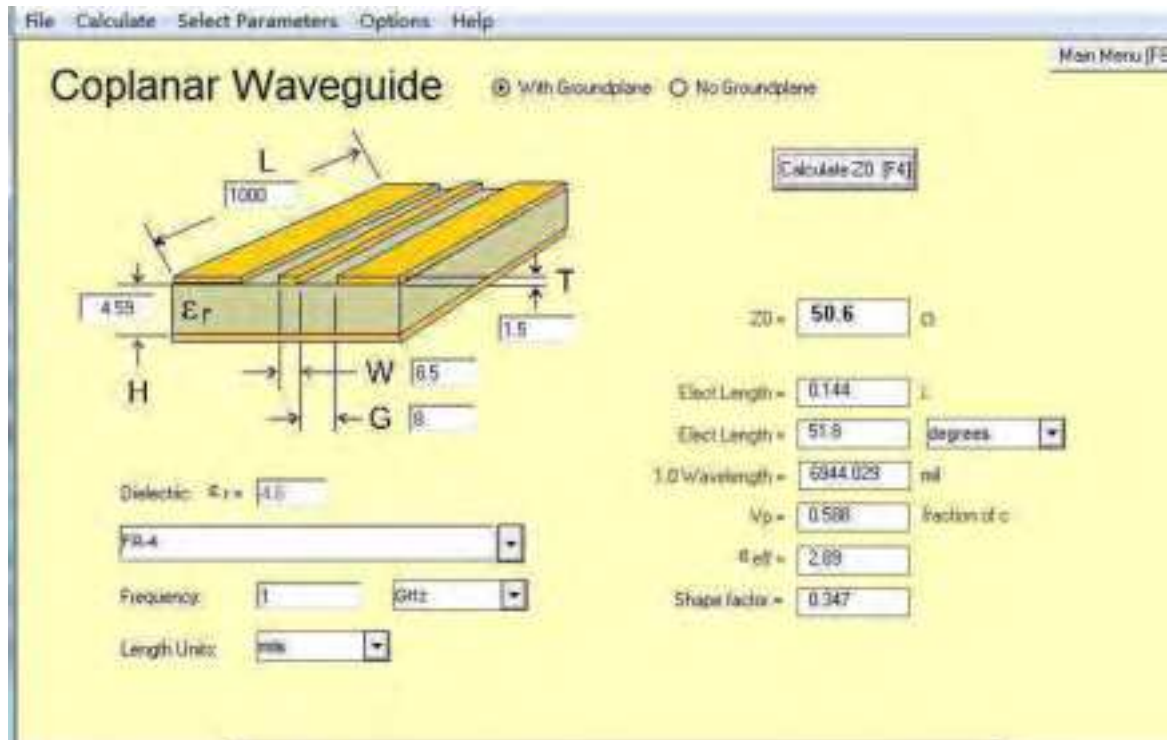 File Calculate Select Parameters Options Help
Main Menu [F
Coplanar Waveguide With Groundplane No Groundplane
Calculate Z0 [F4]
L
1000
T
1.5
4.59
εr
H
W 6.5
G 8
Z0 = 50.6 Ω
Elect Length = 0.144
Elect Length = 51.8 degrees
1.0 Wavelength = 6944.029 mil
Vp = 0.588 fraction of c
eff = 2.89
Shape factor = 0.347
Dielectric: εr = 4.6
FR-4
Frequency: 1 GHz
Length Units: mils